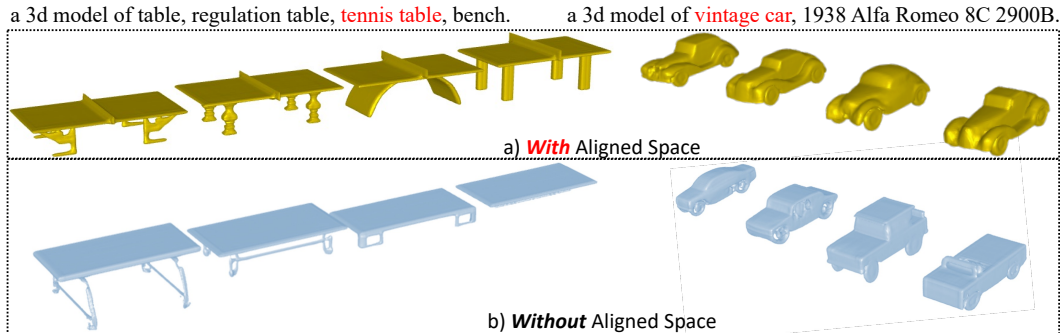 a 3d model of table, regulation table, tennis table, bench.
a 3d model of vintage car, 1938 Alfa Romeo 8C 2900B.
a) With Aligned Space
b) Without Aligned Space